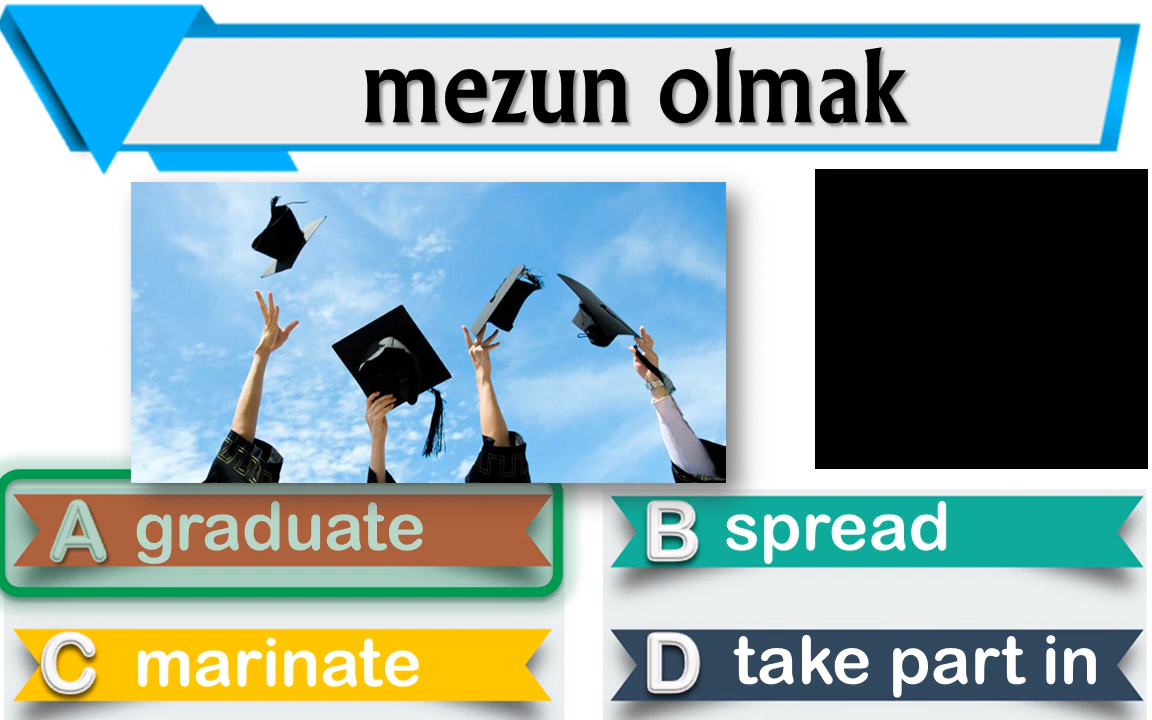 mezun olmak
A graduate
B spread
C marinate
D take part in